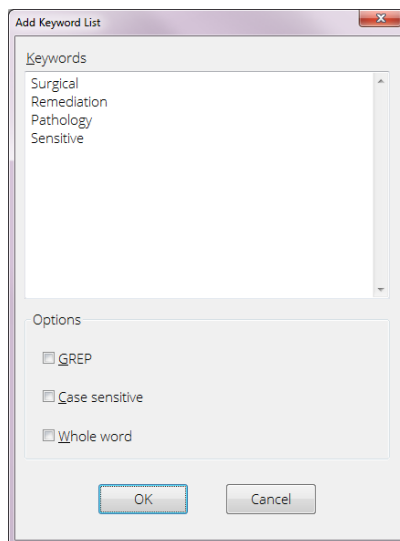 Add Keyword List
Keywords
Surgical
Remediation
Pathology
Sensitive
Options
GREP
Case sensitive
Whole word
OK Cancel